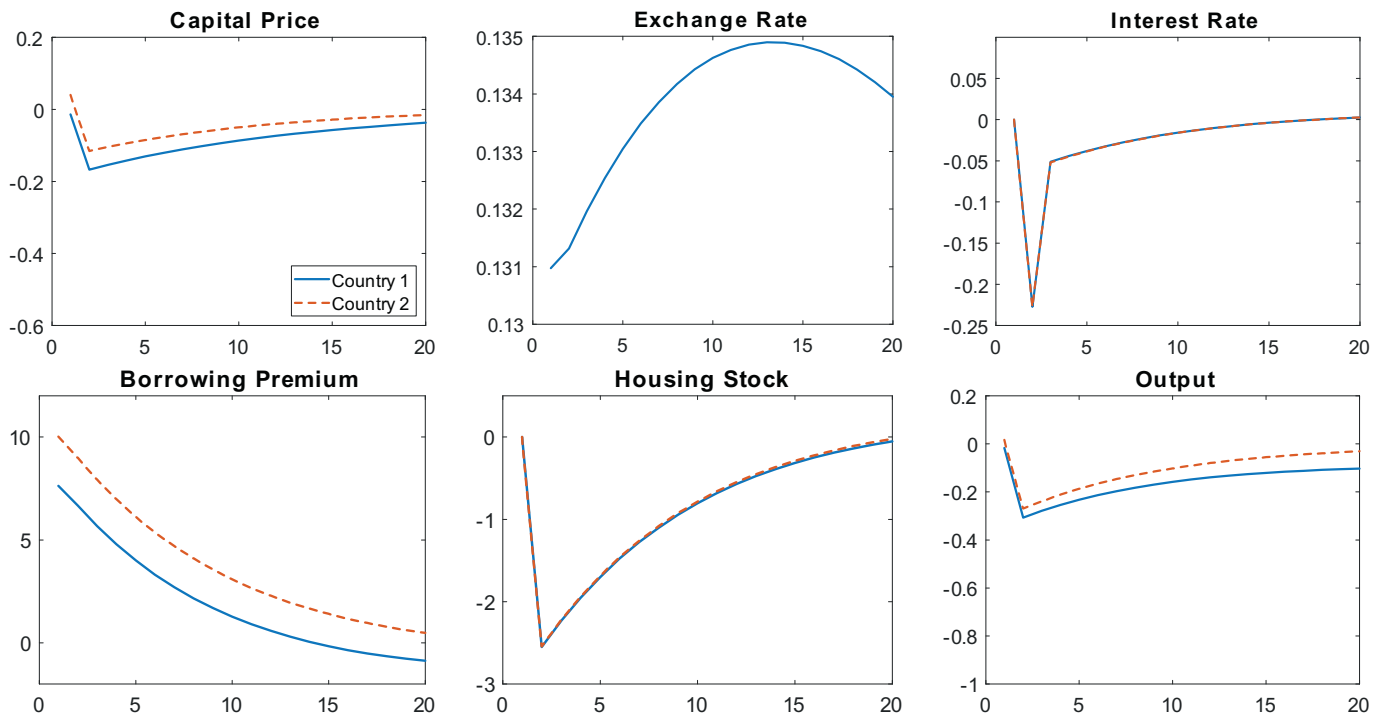 Capital Price
0.2
0
-0.2
-0.4
-0.6
0 5 10 15 20
Country 1
Country 2
Exchange Rate
0.135
0.134
0.133
0.132
0.131
0.13
0 5 10 15 20
Interest Rate
0.05
0
-0.05
-0.1
-0.15
-0.2
-0.25
0 5 10 15 20
Borrowing Premium
10
5
0
0 5 10 15 20
Housing Stock
0
-1
-2
-3
0 5 10 15 20
Output
0.2
0
-0.2
-0.4
-0.6
-0.8
-1
0 5 10 15 20